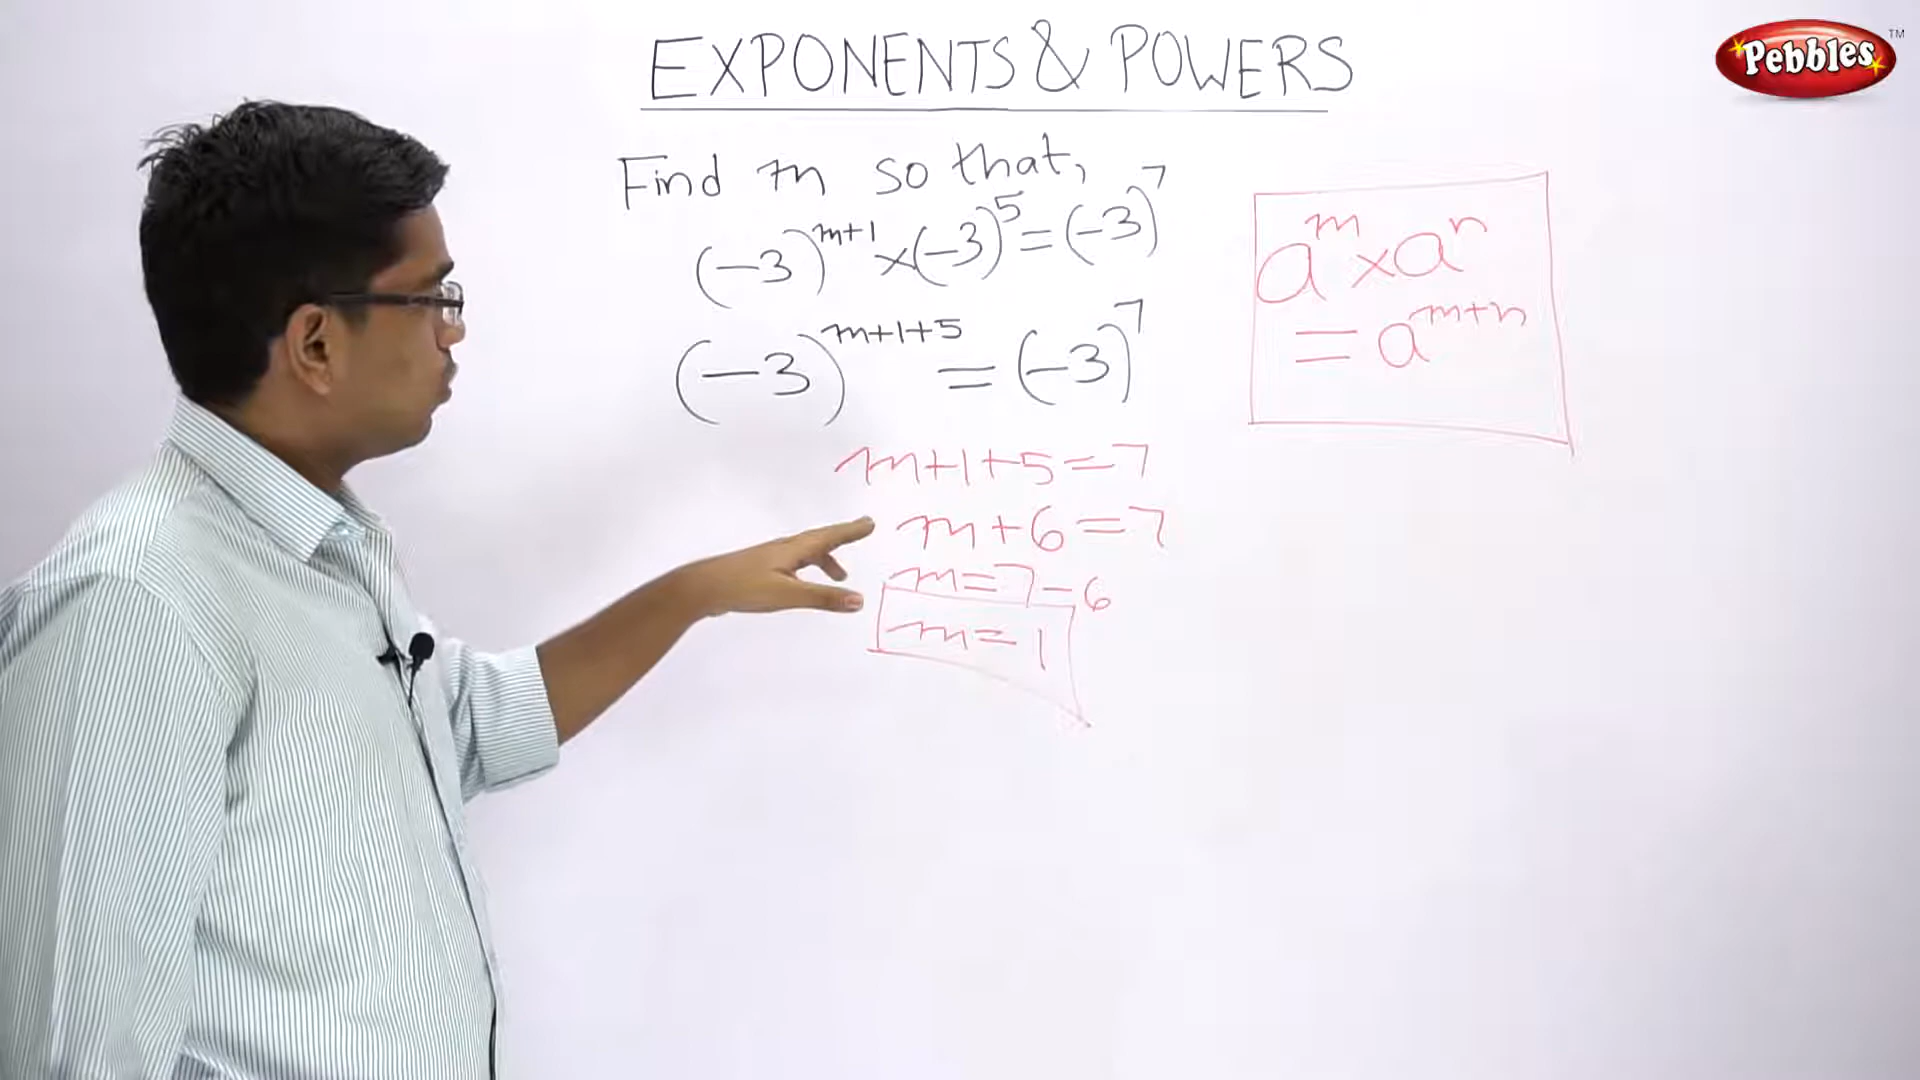 EXPONENTS & POWERS
Pebbles™
Find m so that,
(-3)^{m+1} × (-3)^5 = (-3)^7
(-3)^{m+1+5} = (-3)^7
m+1+5=7
m+6=7
m=7-6
m=1
a^m × a^n
= a^{m+n}